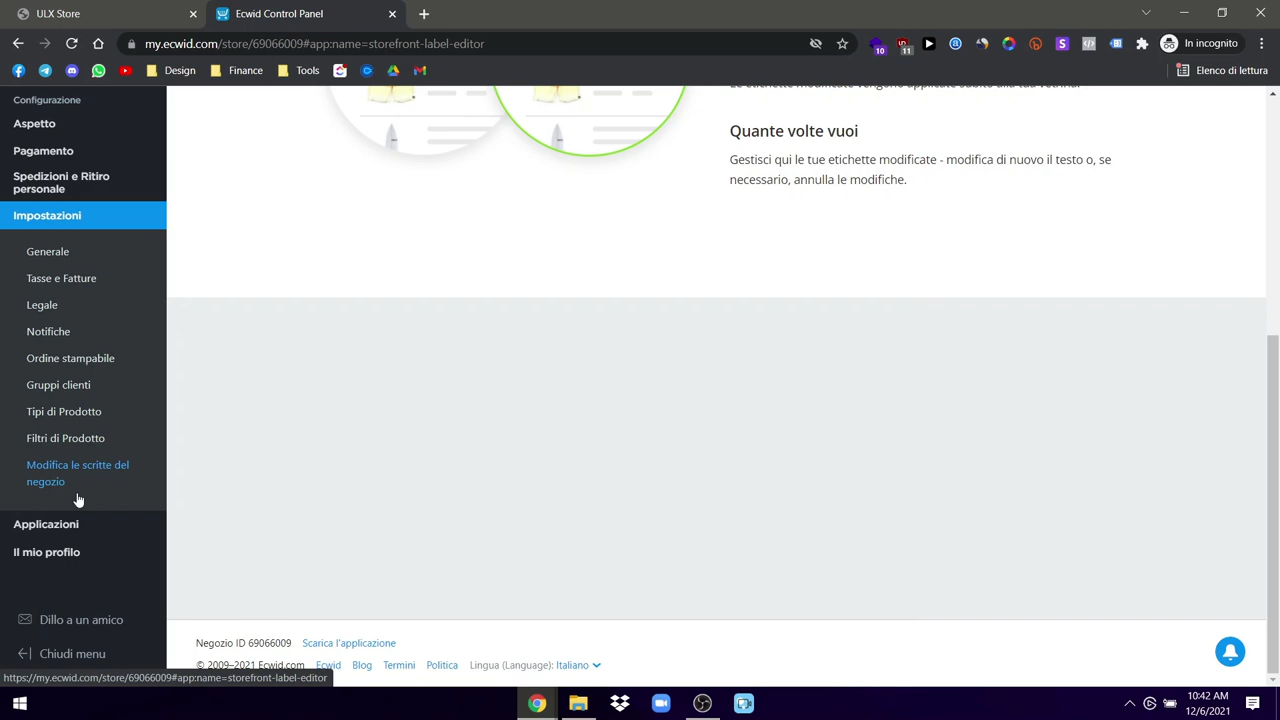 ULX Store
Ecwid Control Panel
my.ecwid.com/store/69066009#app:name=storefront-label-editor
10
11
In incognito
Design
Finance
Tools
Elenco di lettura
Configurazione
Aspetto
Pagamento
Spedizioni e Ritiro
personale
Impostazioni
Generale
Tasse e Fatture
Legale
Notifiche
Ordine stampabile
Gruppi clienti
Tipi di Prodotto
Filtri di Prodotto
Modifica le scritte del
negozio
Applicazioni
Il mio profilo
Dillo a un amico
Chiudi menu
Le etichette modificate vengono applicate subito alla tua vetrina.
Quante volte vuoi
Gestisci qui le tue etichette modificate - modifica di nuovo il testo o, se
necessario, annulla le modifiche.
Negozio ID 69066009 Scarica l'applicazione
© 2009–2021 Ecwid.com Ecwid Blog Termini Politica Lingua (Language): Italiano
https://my.ecwid.com/store/69066009#app:name=storefront-label-editor
10:42 AM
12/6/2021